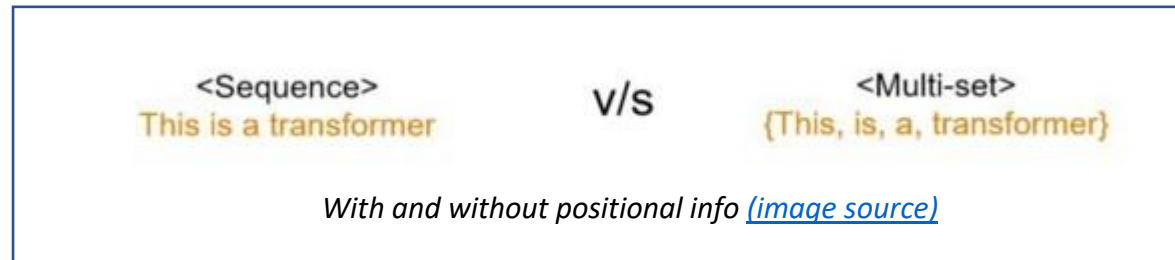 <Sequence>
This is a transformer
v/s
<Multi-set>
{This, is, a, transformer}
With and without positional info (image source)